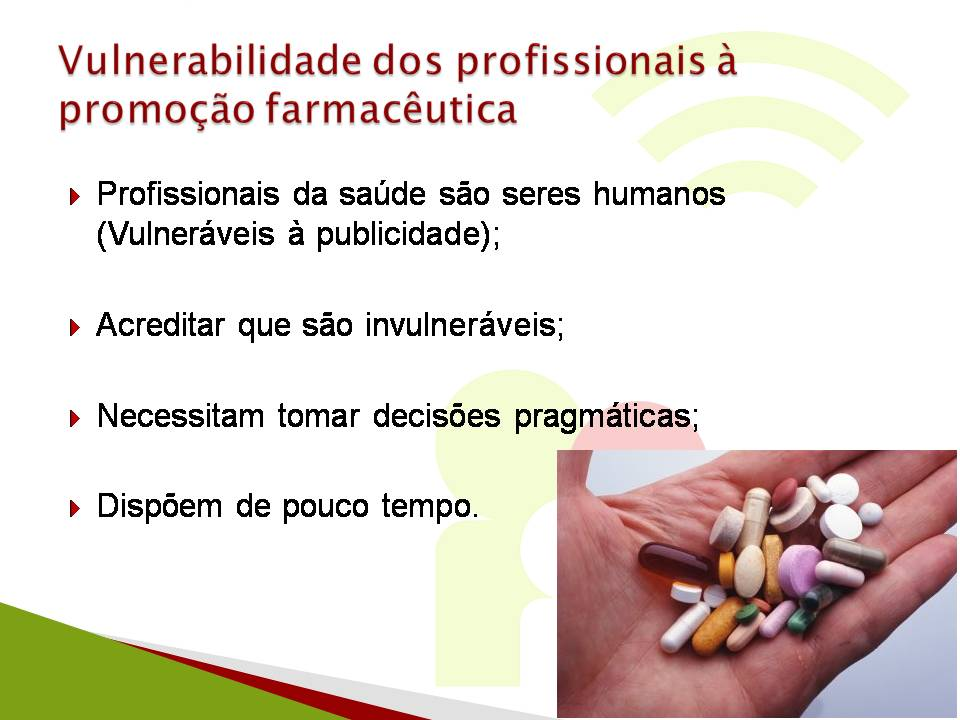 Vulnerabilidade dos profissionais à
promoção farmacêutica
Profissionais da saúde são seres humanos
(Vulneráveis à publicidade);
Acreditar que são invulneráveis;
Necessitam tomar decisões pragmáticas;
Dispõem de pouco tempo.